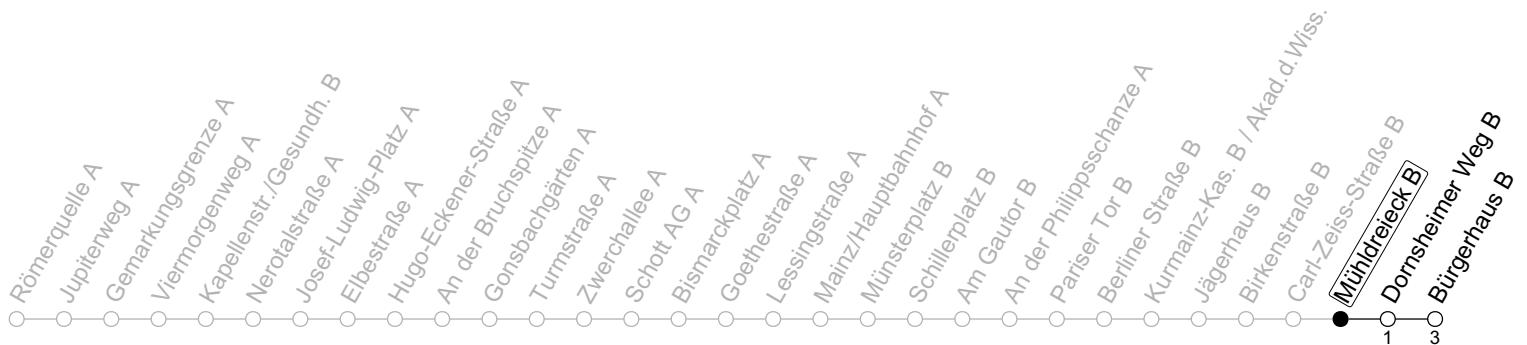 Römerquelle A
Jupiterweg A
Gemarkungsgrenze A
Viermorgenweg A
Kapellenstr./Gesundh. B
Nerotalstraße A
Josef-Ludwig-Platz A
Elbestraße A
Hugo-Eckener-Straße A
An der Bruchspitze A
Gonsbachgärten A
Turmstraße A
Zwerchallee A
Schott AG A
Bismarckplatz A
Goethestraße A
Lessingstraße A
Mainz/Hauptbahnhof A
Münsterplatz B
Schillerplatz B
Am Gautor B
An der Philippsschanze A
Pariser Tor B
Berliner Straße B
Kurmainz-Kas. B / Akad.d.Wiss.
Jägerhaus B
Birkenstraße B
Carl-Zeiss-Straße B
Mühldreieck B
Dornsheimer Weg B
Bürgerhaus B
1
3